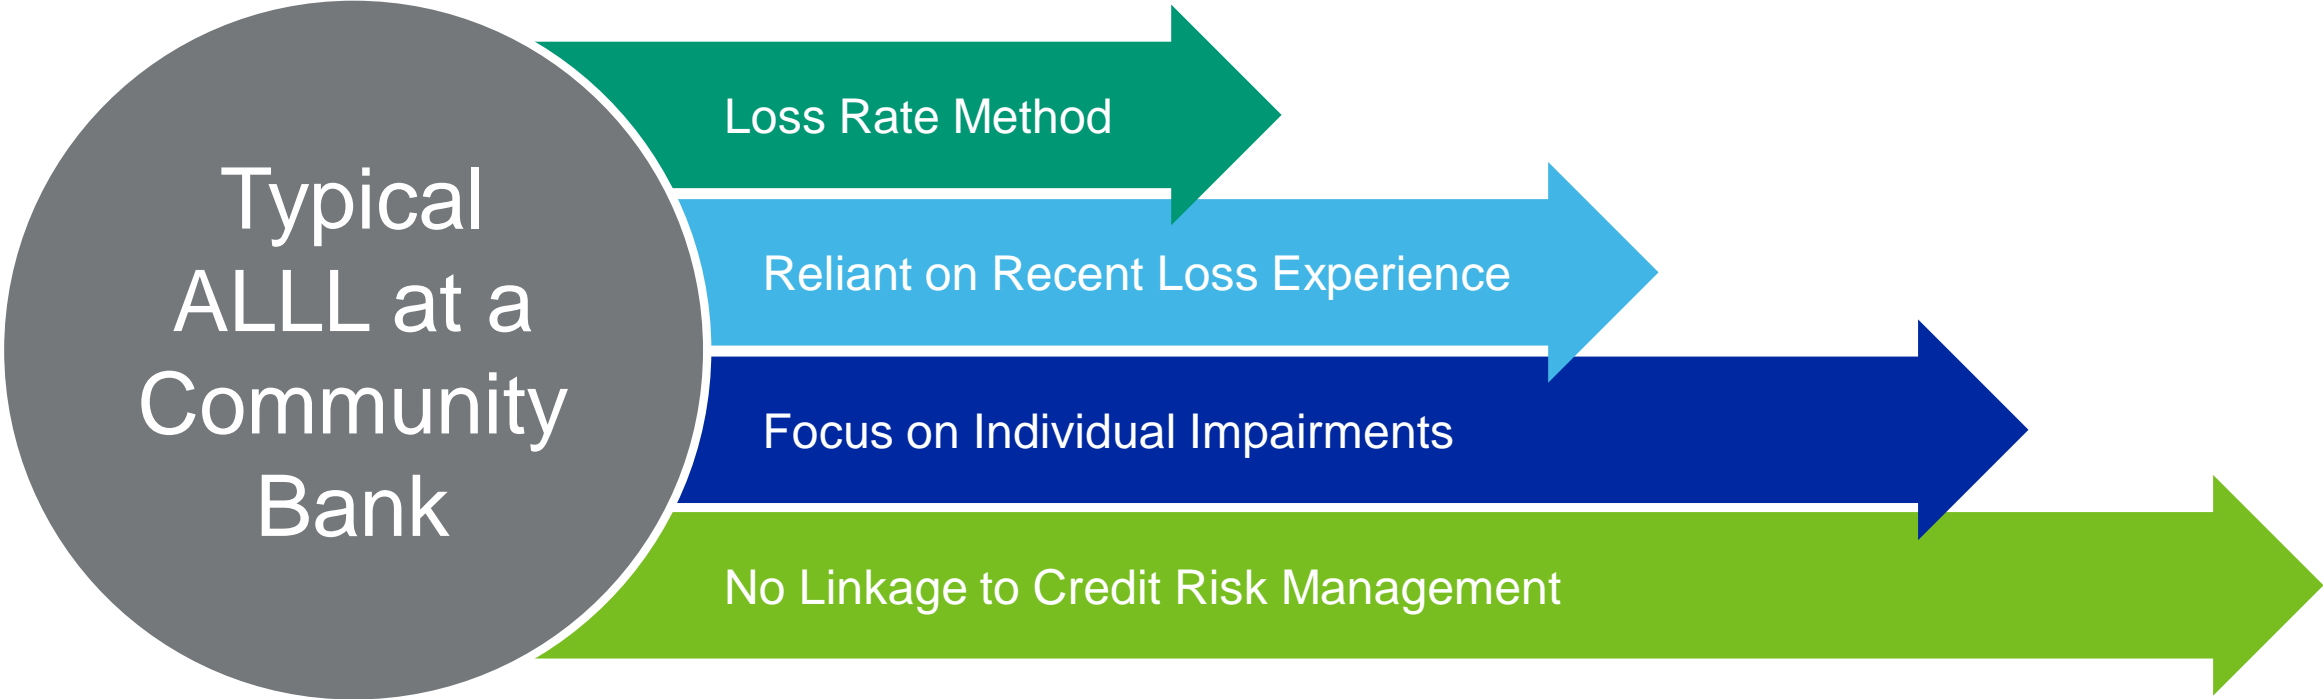 Typical
ALLL at a
Community
Bank
Loss Rate Method
Reliant on Recent Loss Experience
Focus on Individual Impairments
No Linkage to Credit Risk Management